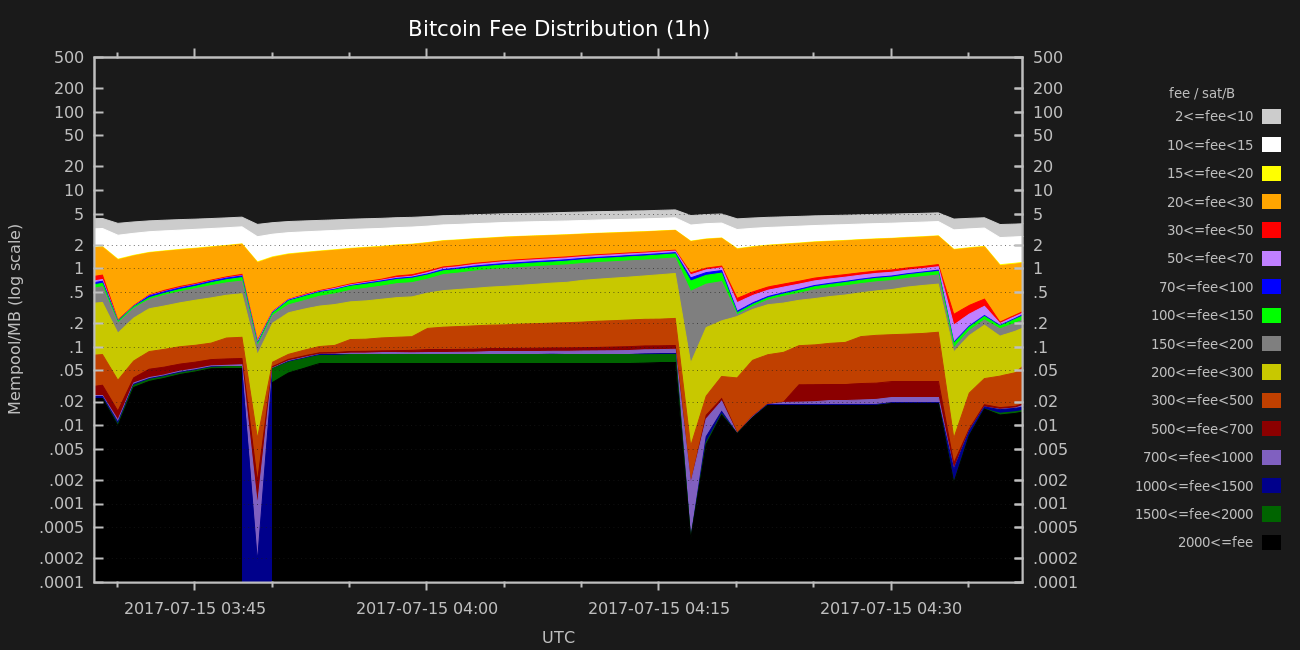 Bitcoin Fee Distribution (1h)
Mempool/MB (log scale)
500
200
100
50
20
10
5
2
1
.5
.2
.1
.05
.02
.01
.005
.002
.001
.0005
.0002
.0001
500
200
100
50
20
10
5
2
1
.5
.2
.1
.05
.02
.01
.005
.002
.001
.0005
.0002
.0001
2017-07-15 03:45
2017-07-15 04:00
2017-07-15 04:15
2017-07-15 04:30
UTC
fee / sat/B
2<=fee<10
10<=fee<15
15<=fee<20
20<=fee<30
30<=fee<50
50<=fee<70
70<=fee<100
100<=fee<150
150<=fee<200
200<=fee<300
300<=fee<500
500<=fee<700
700<=fee<1000
1000<=fee<1500
1500<=fee<2000
2000<=fee